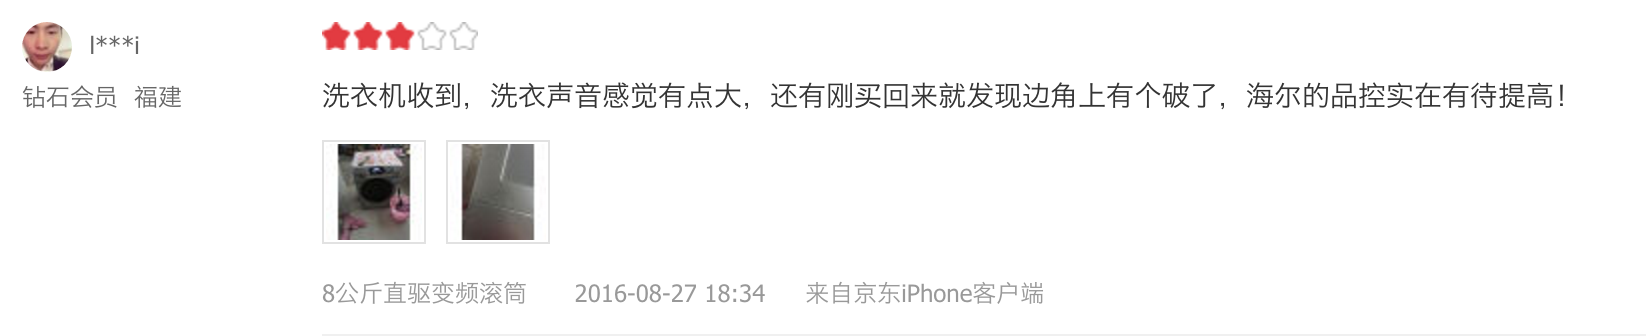 l***i
钻石会员 福建
洗衣机收到，洗衣声音感觉有点大，还有刚买回来就发现边角上有个破了，海尔的品控实在有待提高！
8公斤直驱变频滚筒 2016-08-27 18:34 来自京东iPhone客户端